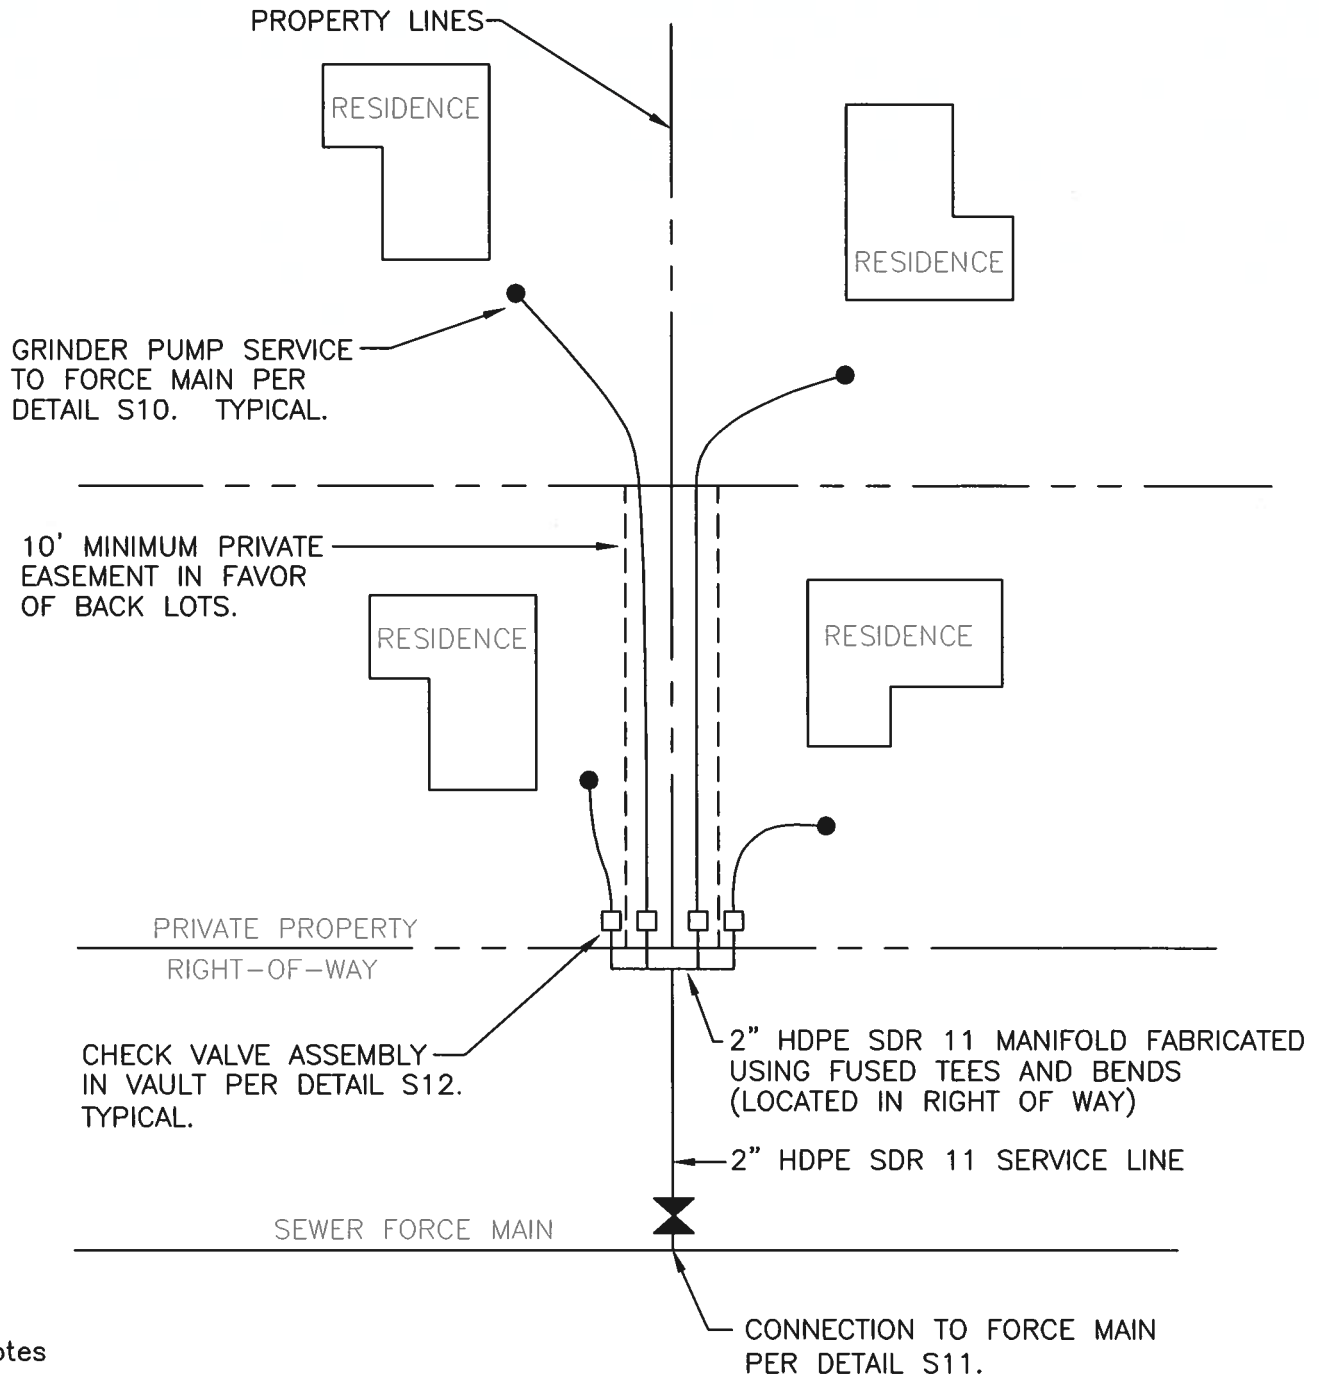 PROPERTY LINES
RESIDENCE
RESIDENCE
GRINDER PUMP SERVICE
TO FORCE MAIN PER
DETAIL S10. TYPICAL.
10' MINIMUM PRIVATE
EASEMENT IN FAVOR
OF BACK LOTS.
RESIDENCE
RESIDENCE
PRIVATE PROPERTY
RIGHT-OF-WAY
CHECK VALVE ASSEMBLY
IN VAULT PER DETAIL S12.
TYPICAL.
2" HDPE SDR 11 MANIFOLD FABRICATED
USING FUSED TEES AND BENDS
(LOCATED IN RIGHT OF WAY)
2" HDPE SDR 11 SERVICE LINE
SEWER FORCE MAIN
CONNECTION TO FORCE MAIN
PER DETAIL S11.
otes